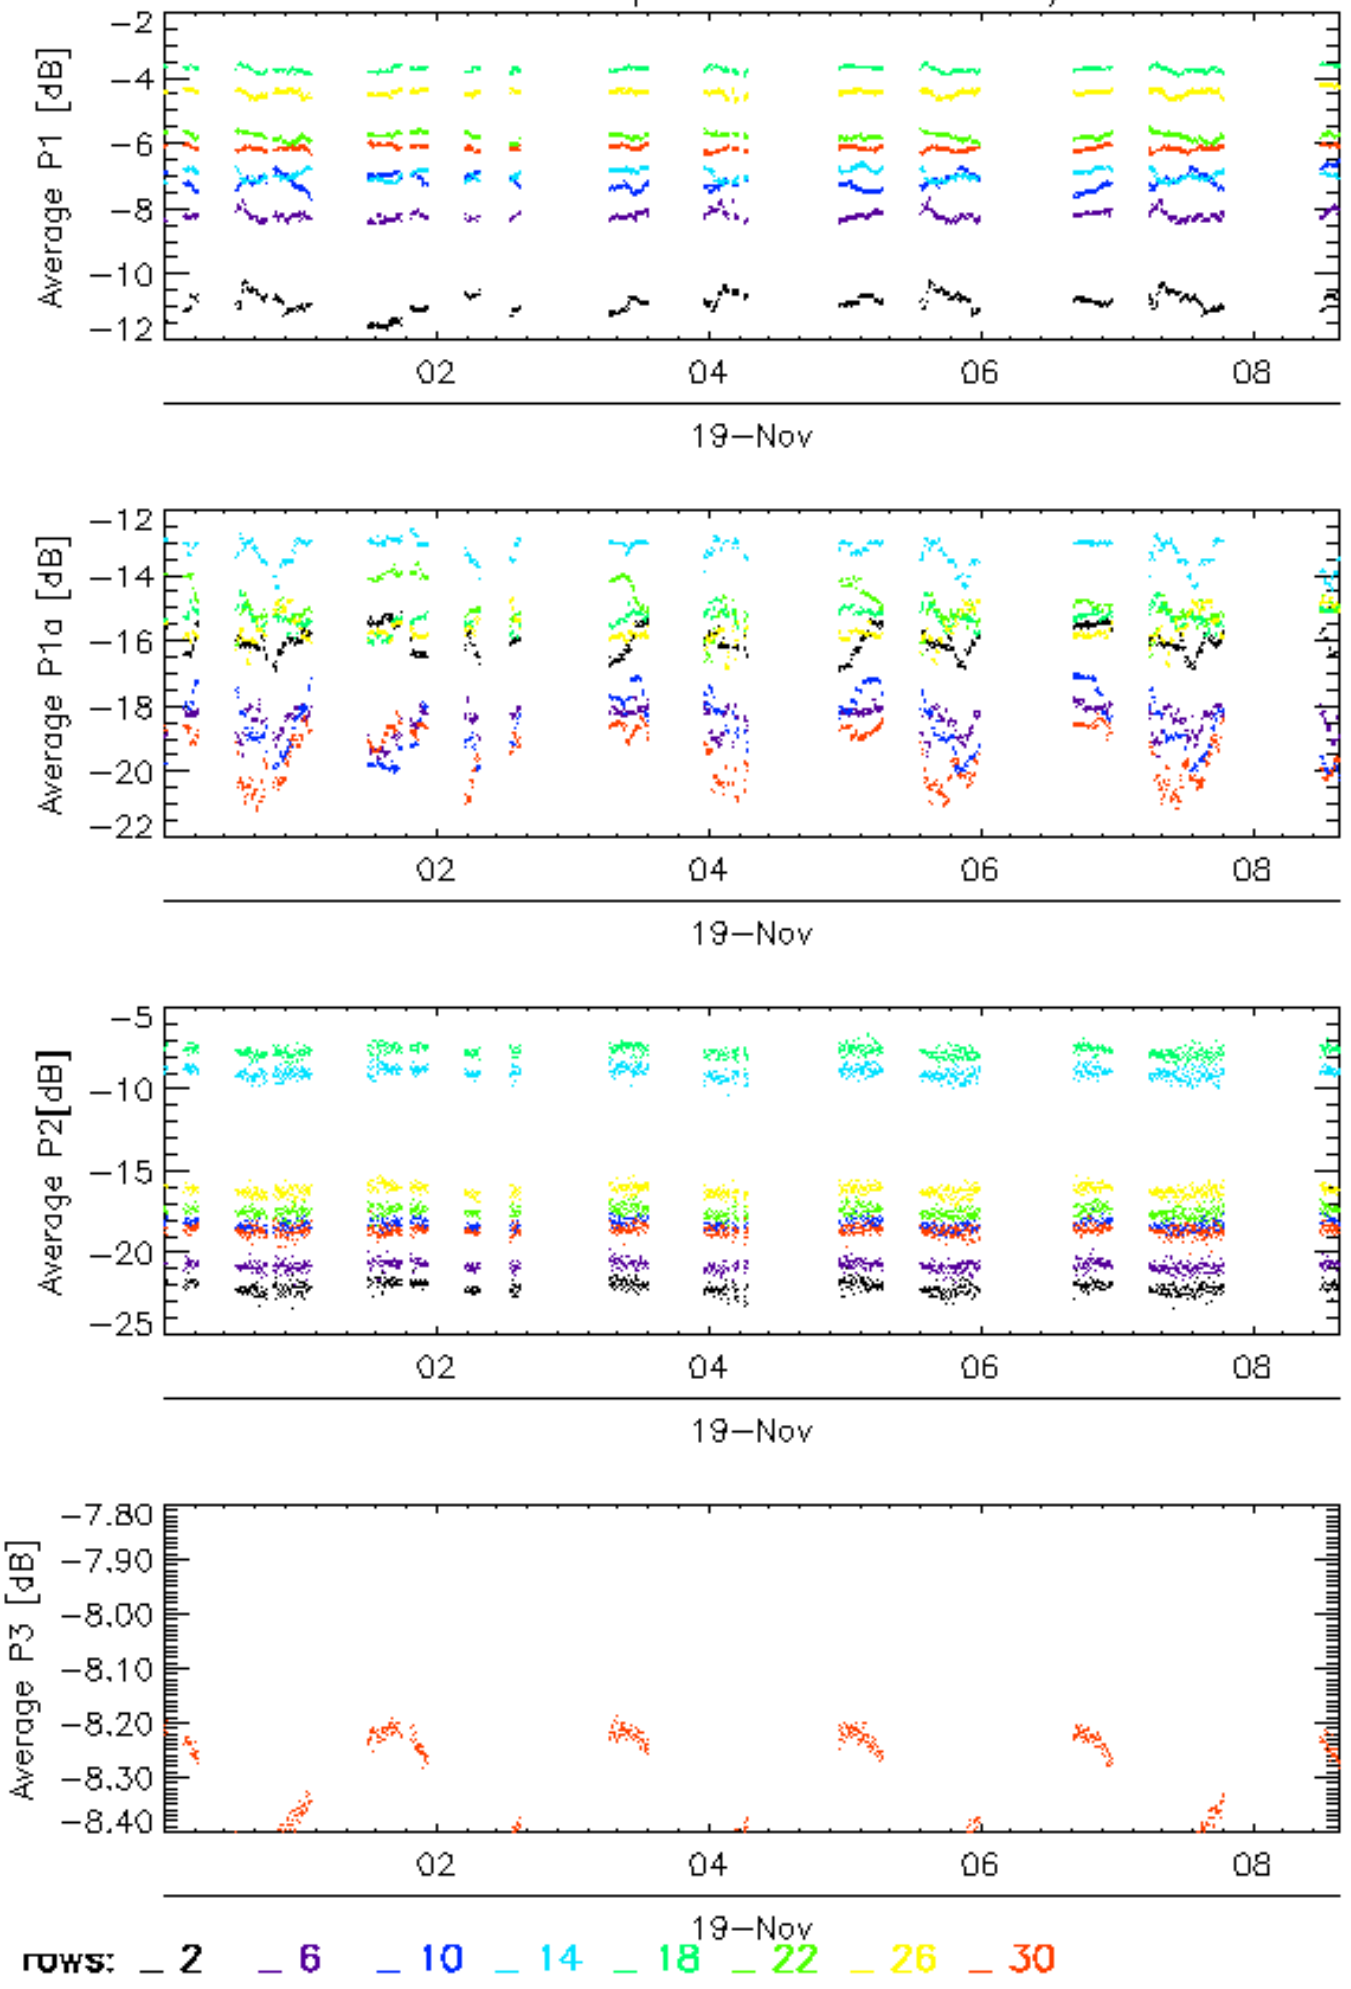 Average P1 [dB]
−2
−4
−6
−8
−10
−12
02 04 06 08
19−Nov
Average P1a [dB]
−12
−14
−16
−18
−20
−22
02 04 06 08
19−Nov
Average P2[dB]
−5
−10
−15
−20
−25
02 04 06 08
19−Nov
Average P3 [dB]
−7.80
−7.90
−8.00
−8.10
−8.20
−8.30
−8.40
02 04 06 08
19−Nov
rows: _ 2 _ 6 _ 10 _ 14 _ 18 _ 22 _ 26 _ 30